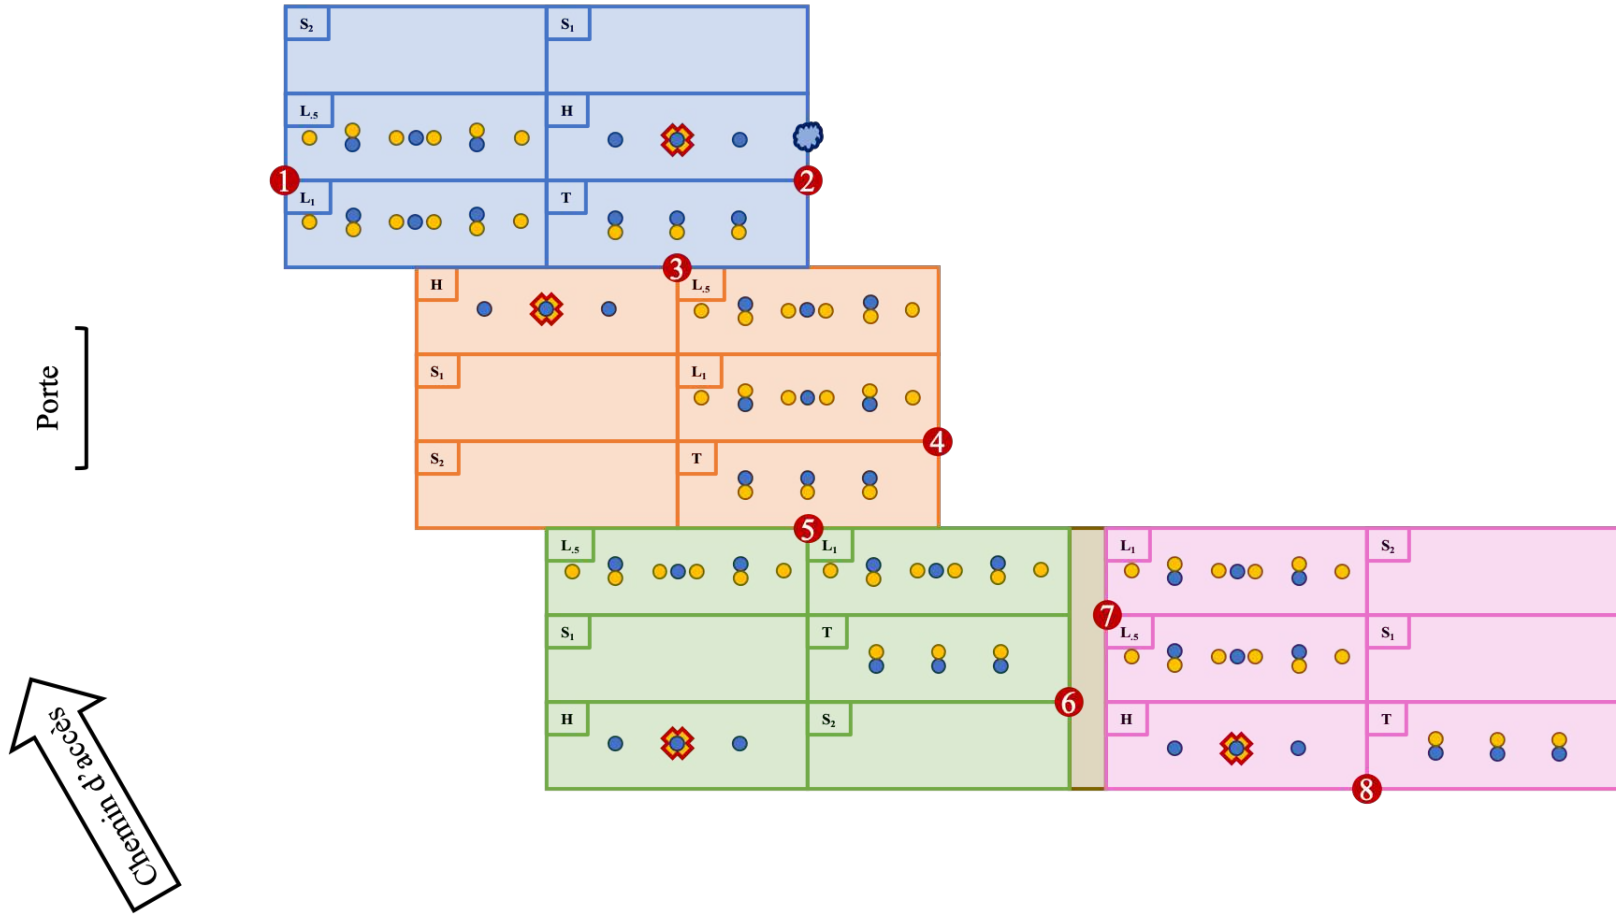 S₂ S₁
L.₅ H
1 2
L₁ T
3
H L.₅
Porte
S₁ L₁
4
S₂ T
5
L.₅ L₁ L₁ S₂
7
S₁ T L.₅ S₁
6
H S₂ H T
8
Chemin d'accès